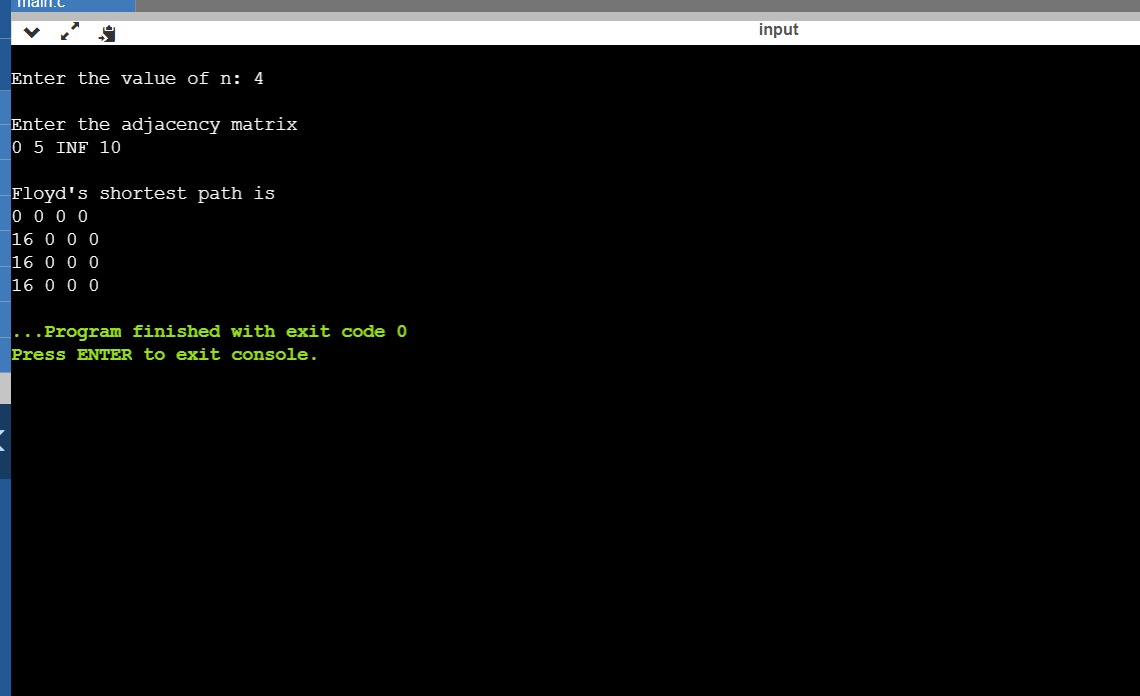 main.c
input
Enter the value of n: 4
Enter the adjacency matrix
0 5 INF 10
Floyd's shortest path is
0 0 0 0
16 0 0 0
16 0 0 0
16 0 0 0
...Program finished with exit code 0
Press ENTER to exit console.